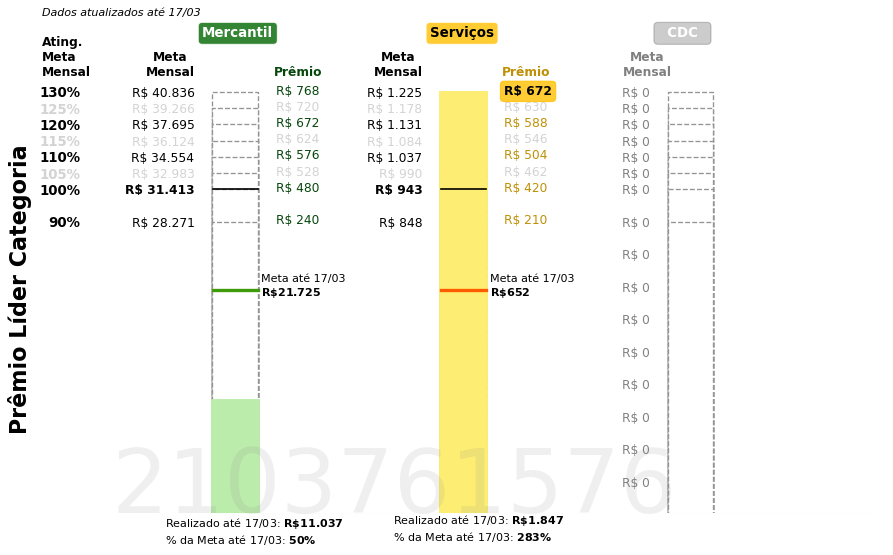 Dados atualizados até 17/03
Mercantil
Serviços
CDC
Ating. Meta Mensal
Meta Mensal
Prêmio
Meta Mensal
Prêmio
Meta Mensal
130% R$ 40.836 R$ 768 R$ 1.225 R$ 672 R$ 0
125% R$ 39.266 R$ 720 R$ 1.178 R$ 630 R$ 0
120% R$ 37.695 R$ 672 R$ 1.131 R$ 588 R$ 0
115% R$ 36.124 R$ 624 R$ 1.084 R$ 546 R$ 0
110% R$ 34.554 R$ 576 R$ 1.037 R$ 504 R$ 0
105% R$ 32.983 R$ 528 R$ 990 R$ 462 R$ 0
100% R$ 31.413 R$ 480 R$ 943 R$ 420 R$ 0
90% R$ 28.271 R$ 240 R$ 848 R$ 210 R$ 0
R$ 0
Meta até 17/03
R$21.725
Meta até 17/03
R$652
R$ 0
R$ 0
R$ 0
R$ 0
R$ 0
R$ 0
R$ 0
Prêmio Líder Categoria
2103761576
Realizado até 17/03: R$11.037
% da Meta até 17/03: 50%
Realizado até 17/03: R$1.847
% da Meta até 17/03: 283%